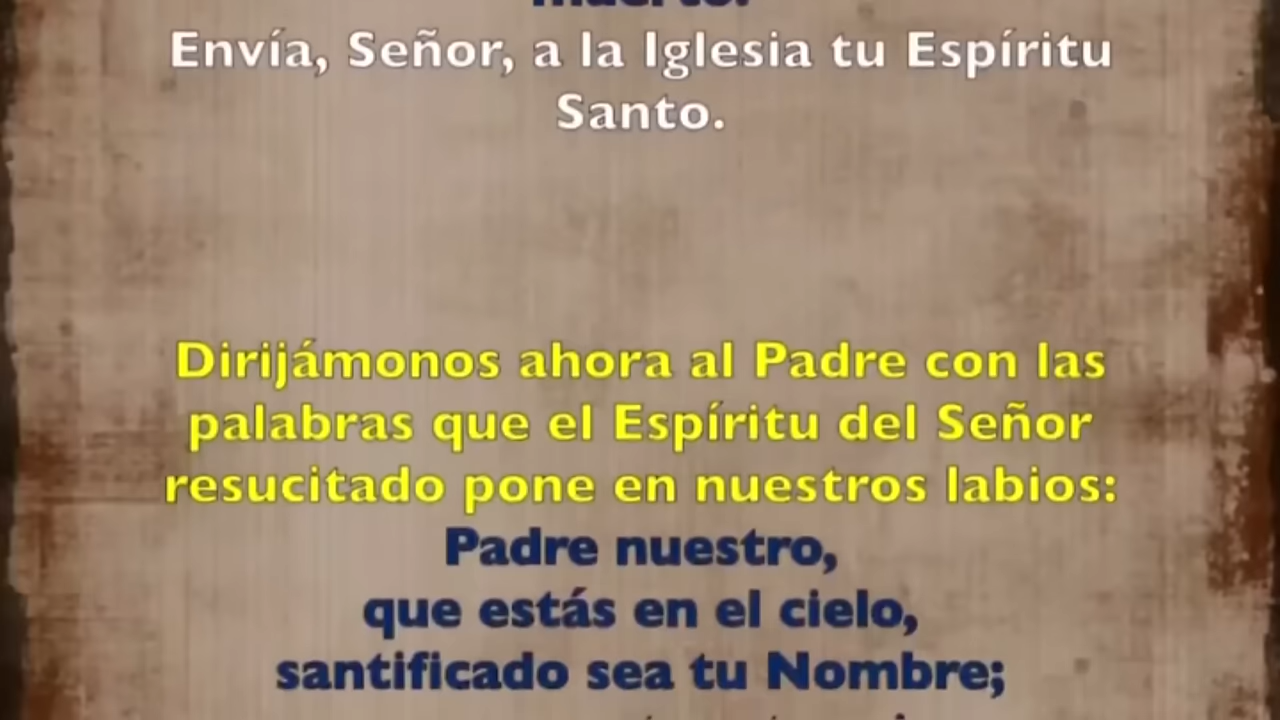 Envía, Señor, a la Iglesia tu Espíritu
Santo.
Dirijámonos ahora al Padre con las
palabras que el Espíritu del Señor
resucitado pone en nuestros labios:
Padre nuestro,
que estás en el cielo,
santificado sea tu Nombre;